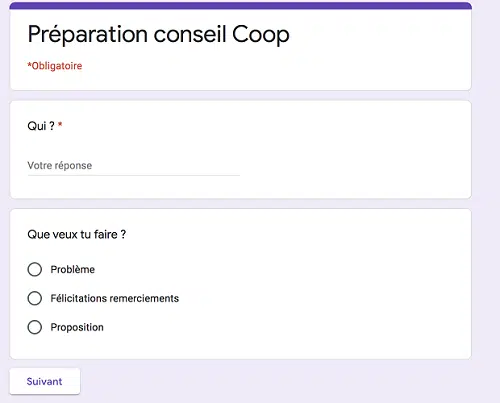 Préparation conseil Coop
*Obligatoire
Qui ? *
Votre réponse
Que veux tu faire ?
Problème
Félicitations remerciements
Proposition
Suivant